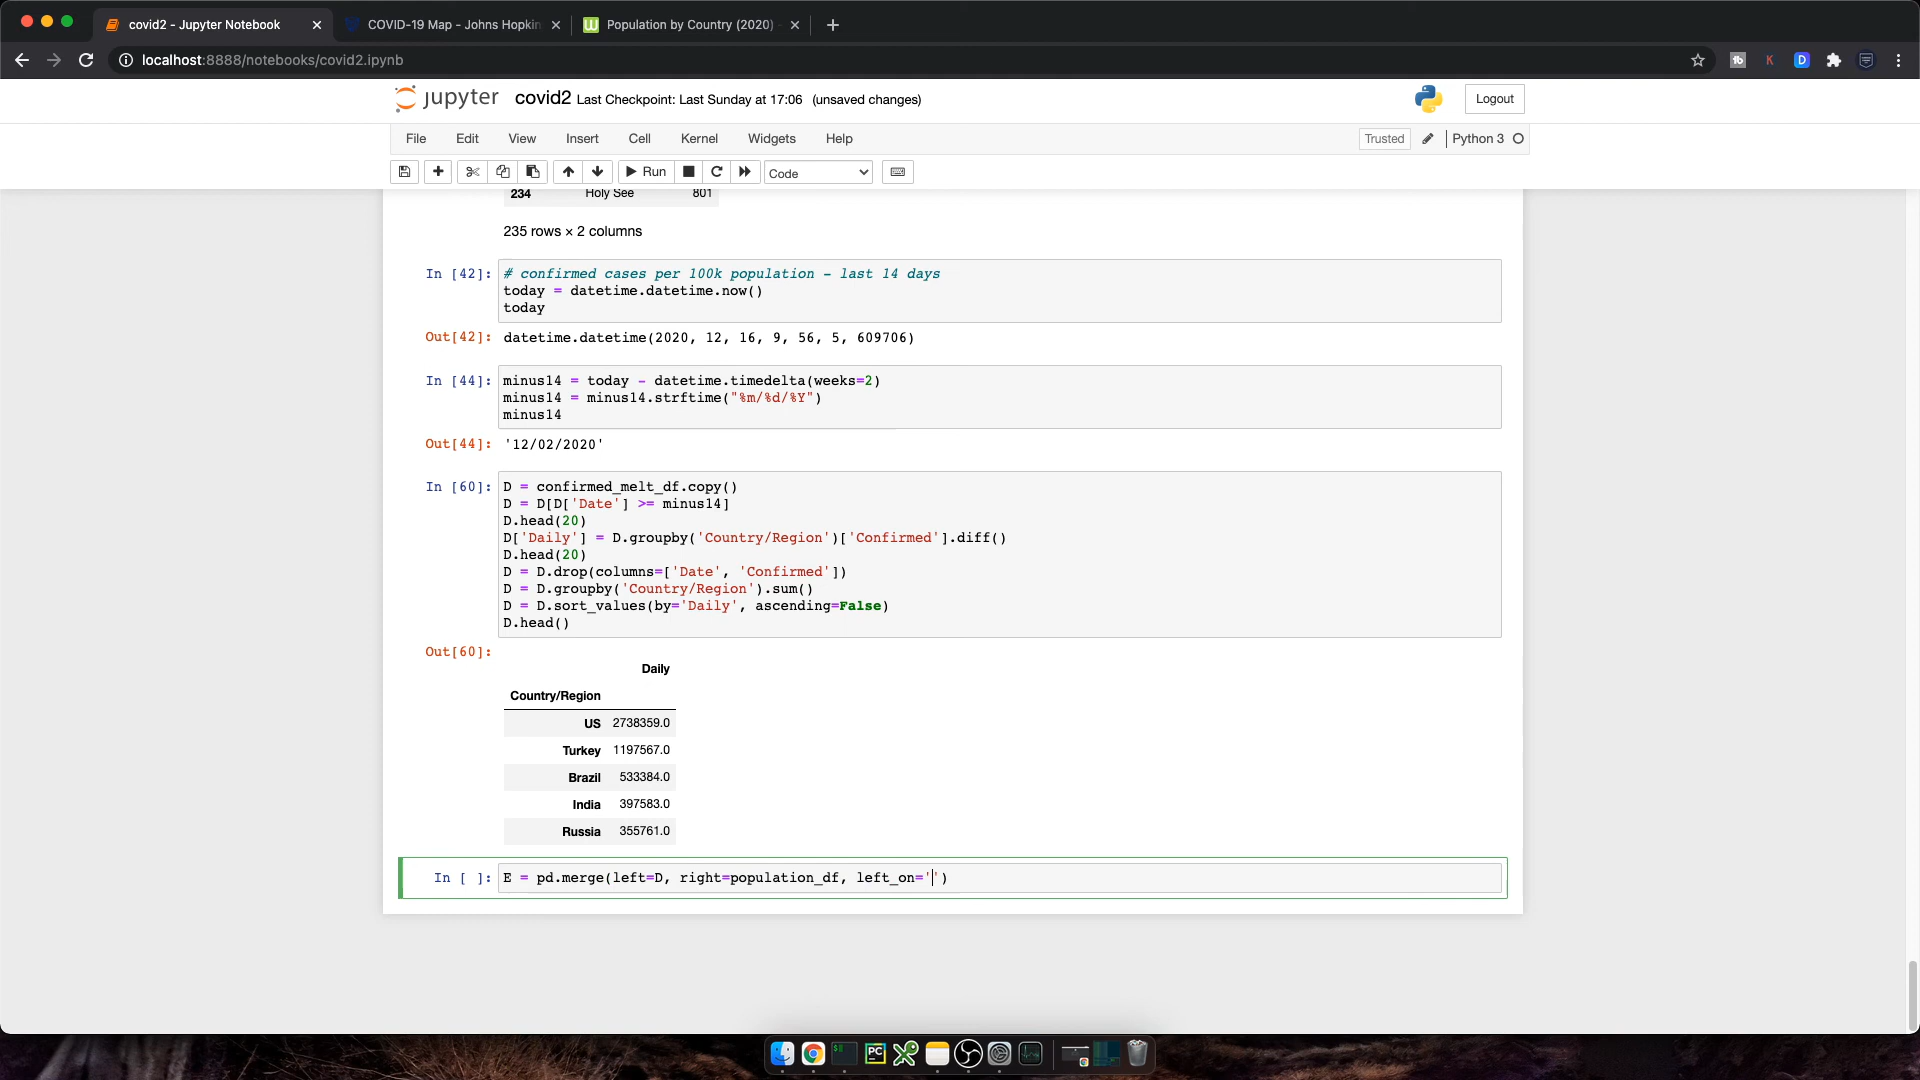 covid2 - Jupyter Notebook
COVID-19 Map - Johns Hopkin
Population by Country (2020)
localhost:8888/notebooks/covid2.ipynb
jupyter covid2 Last Checkpoint: Last Sunday at 17:06 (unsaved changes)
Logout
File Edit View Insert Cell Kernel Widgets Help
Trusted Python 3
Run Code
234 Holy See 801
235 rows × 2 columns
In [42]: # confirmed cases per 100k population - last 14 days
today = datetime.datetime.now()
today
Out[42]: datetime.datetime(2020, 12, 16, 9, 56, 5, 609706)
In [44]: minus14 = today - datetime.timedelta(weeks=2)
minus14 = minus14.strftime("%m/%d/%Y")
minus14
Out[44]: '12/02/2020'
In [60]: D = confirmed_melt_df.copy()
D = D[D['Date'] >= minus14]
D.head(20)
D['Daily'] = D.groupby('Country/Region')['Confirmed'].diff()
D.head(20)
D = D.drop(columns=['Date', 'Confirmed'])
D = D.groupby('Country/Region').sum()
D = D.sort_values(by='Daily', ascending=False)
D.head()
Out[60]:
Daily
Country/Region
US 2738359.0
Turkey 1197567.0
Brazil 533384.0
India 397583.0
Russia 355761.0
In [ ]: E = pd.merge(left=D, right=population_df, left_on='')